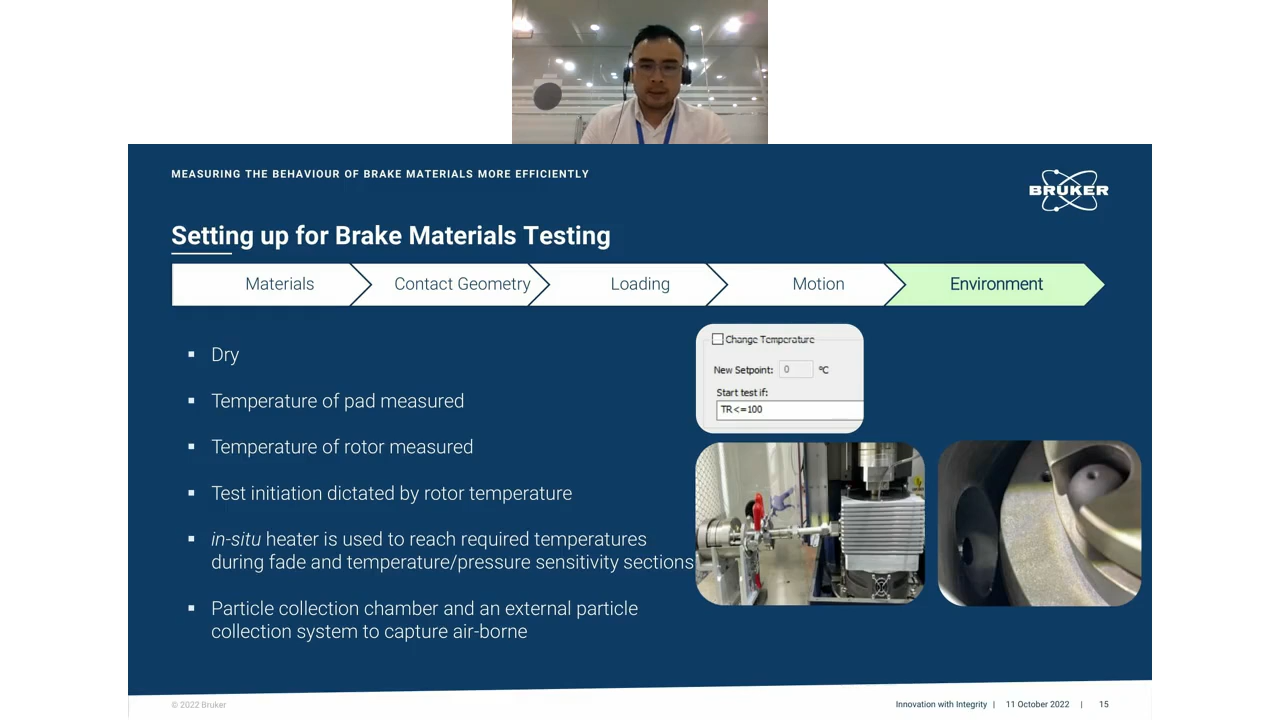 MEASURING THE BEHAVIOUR OF BRAKE MATERIALS MORE EFFICIENTLY
BRUKER
Setting up for Brake Materials Testing
Materials
Contact Geometry
Loading
Motion
Environment
▪ Dry
▪ Temperature of pad measured
▪ Temperature of rotor measured
▪ Test initiation dictated by rotor temperature
▪ in-situ heater is used to reach required temperatures
during fade and temperature/pressure sensitivity sections
▪ Particle collection chamber and an external particle
collection system to capture air-borne
Change Temperature
New Setpoint: 0 ºC
Start test if:
TR<=100
© 2022 Bruker
Innovation with Integrity | 11 October 2022 | 15